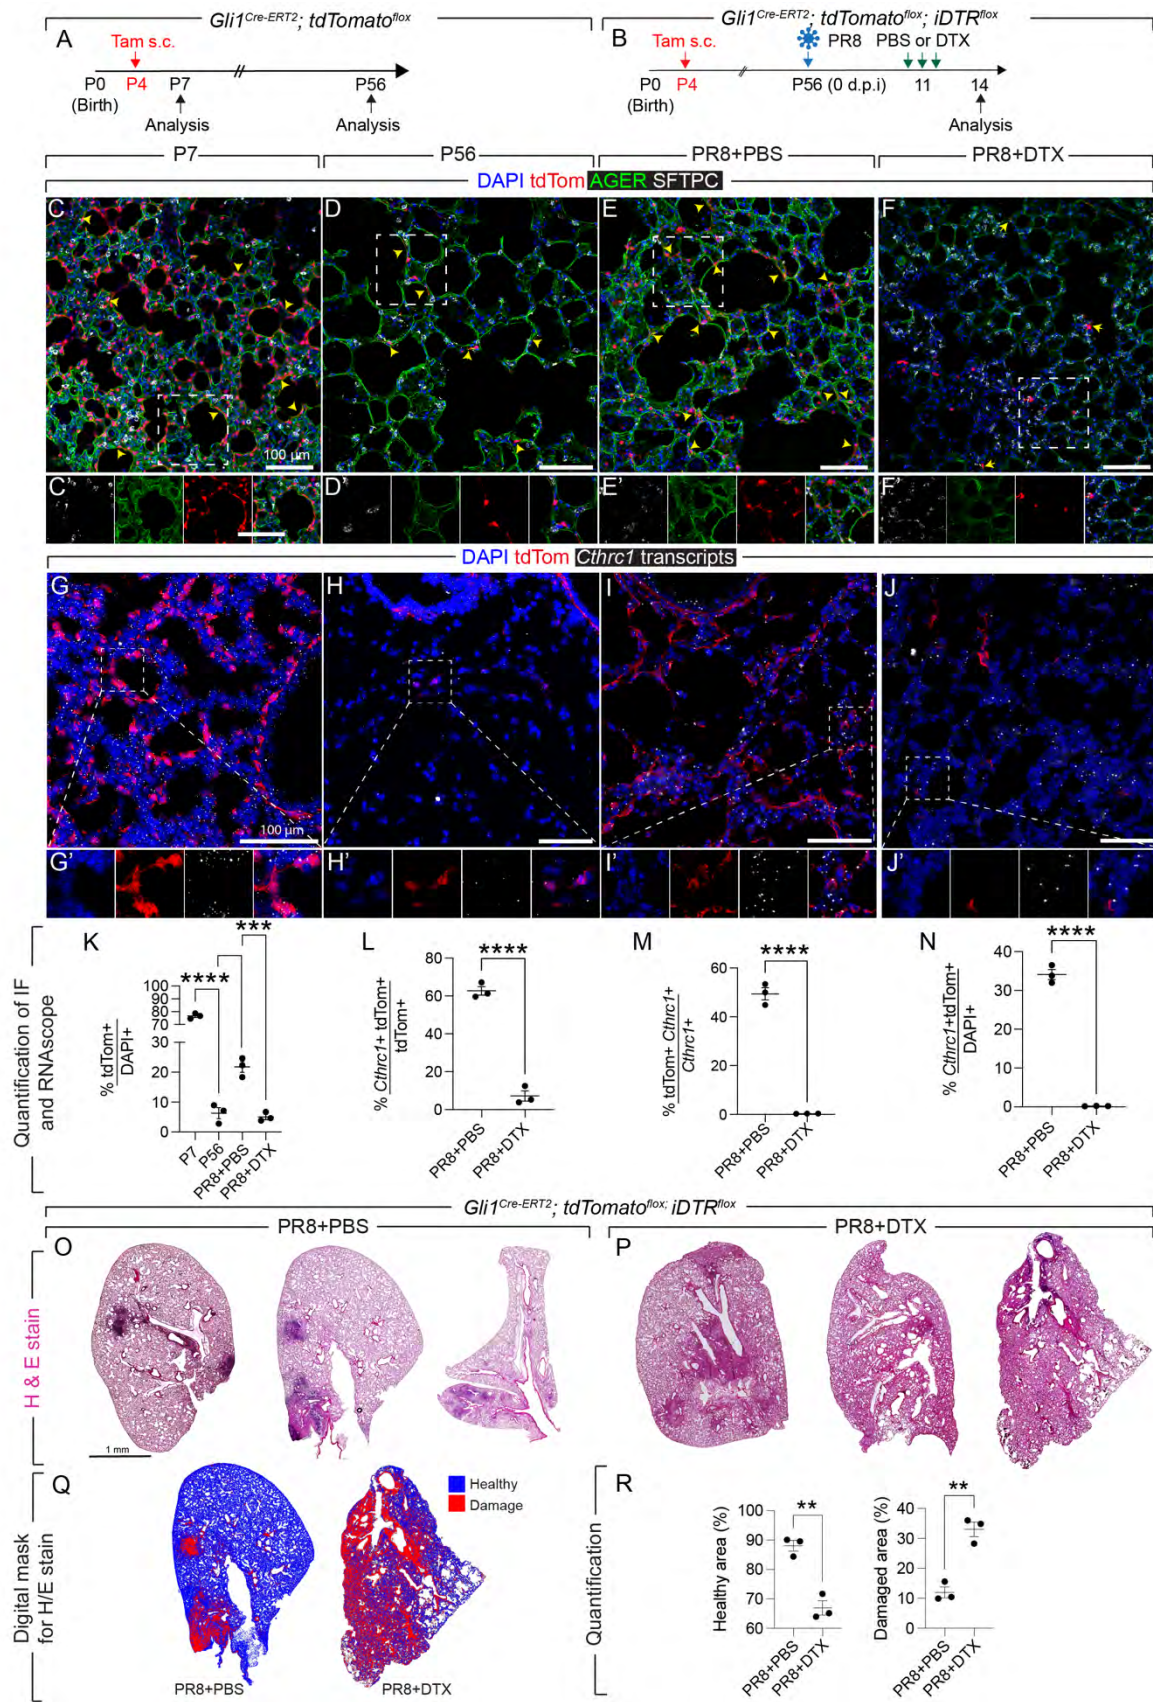 Gli1Cre-ERT2; tdTomatoflox
Gli1Cre-ERT2; tdTomatoflox; iDTRflox
A
Tam s.c.
P0
P4
P7
P56
(Birth)
Analysis
Analysis
B
Tam s.c.
PR8
PBS or DTX
P0
P4
P56 (0 d.p.i)
11
14
(Birth)
Analysis
P7
P56
PR8+PBS
PR8+DTX
DAPI tdTom AGER SFTPC
C
D
E
F
100 µm
C'
D'
E'
F'
DAPI tdTom Cthrc1 transcripts
G
H
I
J
100 µm
G'
H'
I'
J'
Quantification of IF
and RNAscope
K
% tdTom+
DAPI+
100
90
80
70
20
10
0
****
***
P7
P56
PR8+PBS
PR8+DTX
L
% Cthrc1+ tdTom+
tdTom+
80
60
40
20
0
****
PR8+PBS
PR8+DTX
M
% tdTom+ Cthrc1+
Cthrc1+
60
40
20
0
****
PR8+PBS
PR8+DTX
N
% Cthrc1+tdTom+
DAPI+
40
30
20
10
0
****
PR8+PBS
PR8+DTX
Gli1Cre-ERT2; tdTomatoflox; iDTRflox
PR8+PBS
PR8+DTX
H & E stain
O
1 mm
P
Digital mask
for H/E stain
Q
Healthy
Damage
PR8+PBS
PR8+DTX
Quantification
R
Healthy area (%)
100
90
80
70
60
**
PR8+PBS
PR8+DTX
Damaged area (%)
40
30
20
10
0
**
PR8+PBS
PR8+DTX